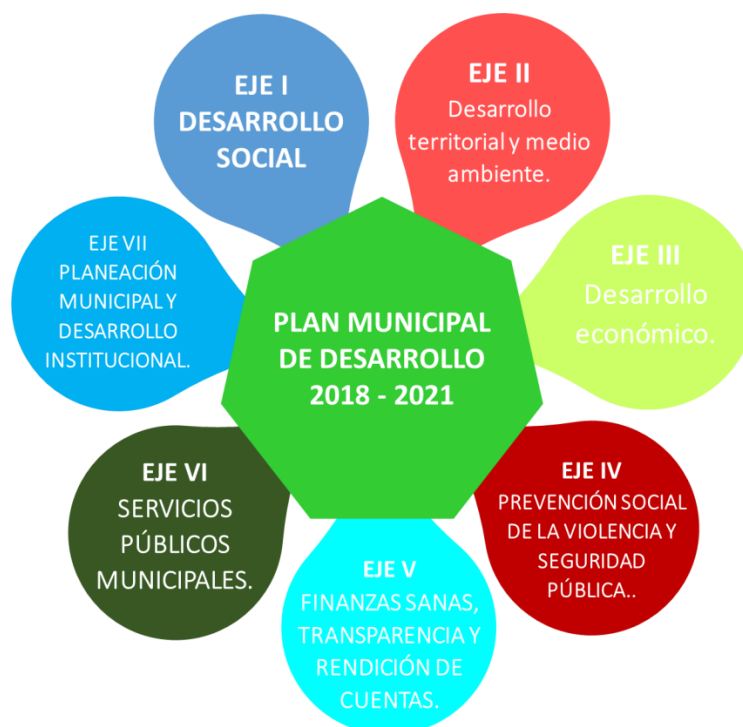 EJE I
DESARROLLO
SOCIAL
EJE II
Desarrollo
territorial y medio
ambiente.
EJE III
Desarrollo
económico.
EJE IV
PREVENCIÓN SOCIAL
DE LA VIOLENCIA Y
SEGURIDAD
PÚBLICA..
EJE V
FINANZAS SANAS,
TRANSPARENCIA Y
RENDICIÓN DE
CUENTAS.
EJE VI
SERVICIOS
PÚBLICOS
MUNICIPALES.
EJE VII
PLANEACIÓN
MUNICIPAL Y
DESARROLLO
INSTITUCIONAL.
PLAN MUNICIPAL
DE DESARROLLO
2018 - 2021